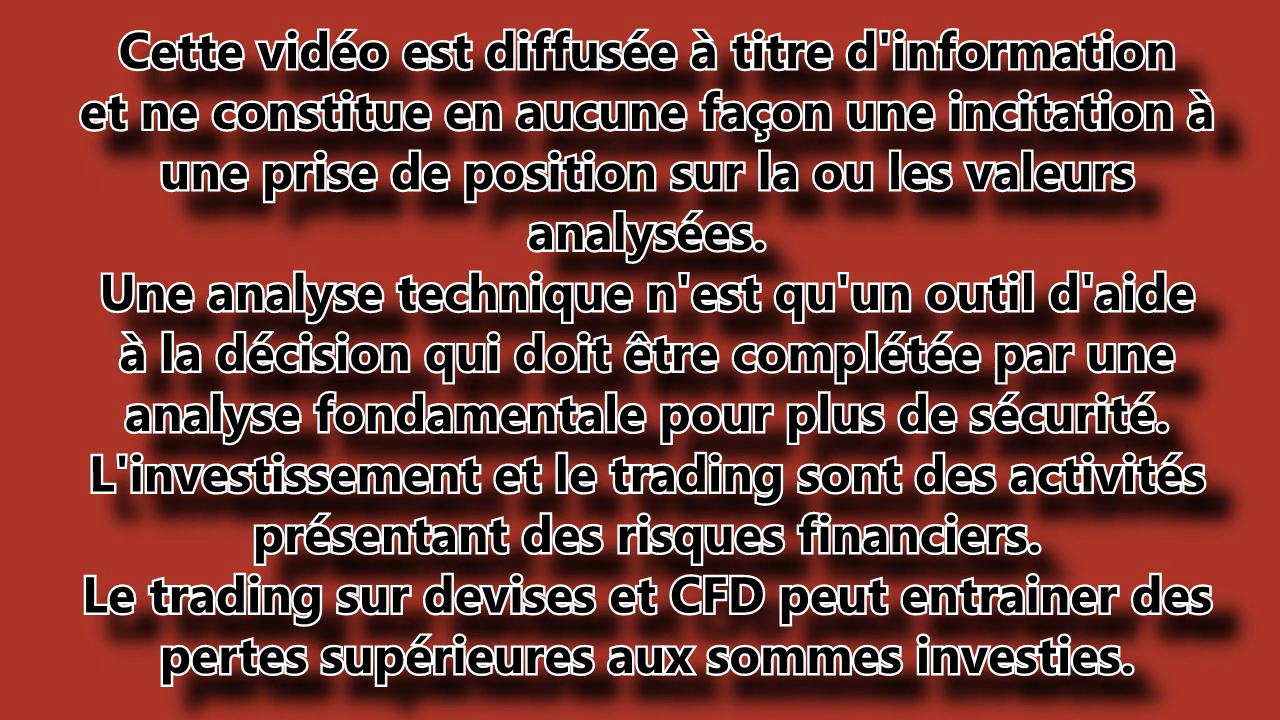 Cette vidéo est diffusée à titre d'information
et ne constitue en aucune façon une incitation à
une prise de position sur la ou les valeurs
analysées.
Une analyse technique n'est qu'un outil d'aide
à la décision qui doit être complétée par une
analyse fondamentale pour plus de sécurité.
L'investissement et le trading sont des activités
présentant des risques financiers.
Le trading sur devises et CFD peut entrainer des
pertes supérieures aux sommes investies.